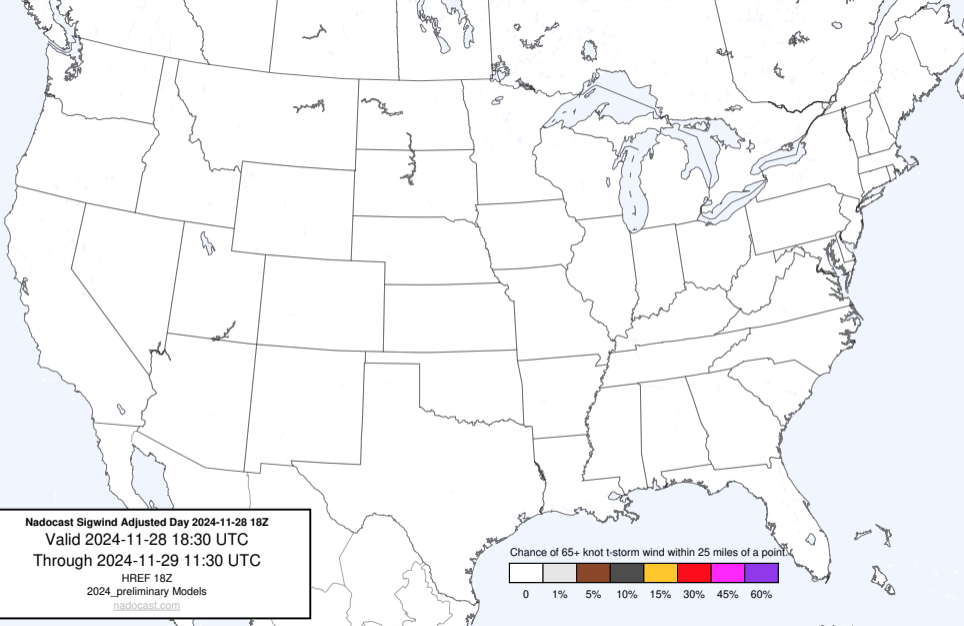 Nadocast Sigwind Adjusted Day 2024-11-28 18Z
Valid 2024-11-28 18:30 UTC
Through 2024-11-29 11:30 UTC
HREF 18Z
2024_preliminary Models
nadocast.com
Chance of 65+ knot t-storm wind within 25 miles of a point.
0 1% 5% 10% 15% 30% 45% 60%